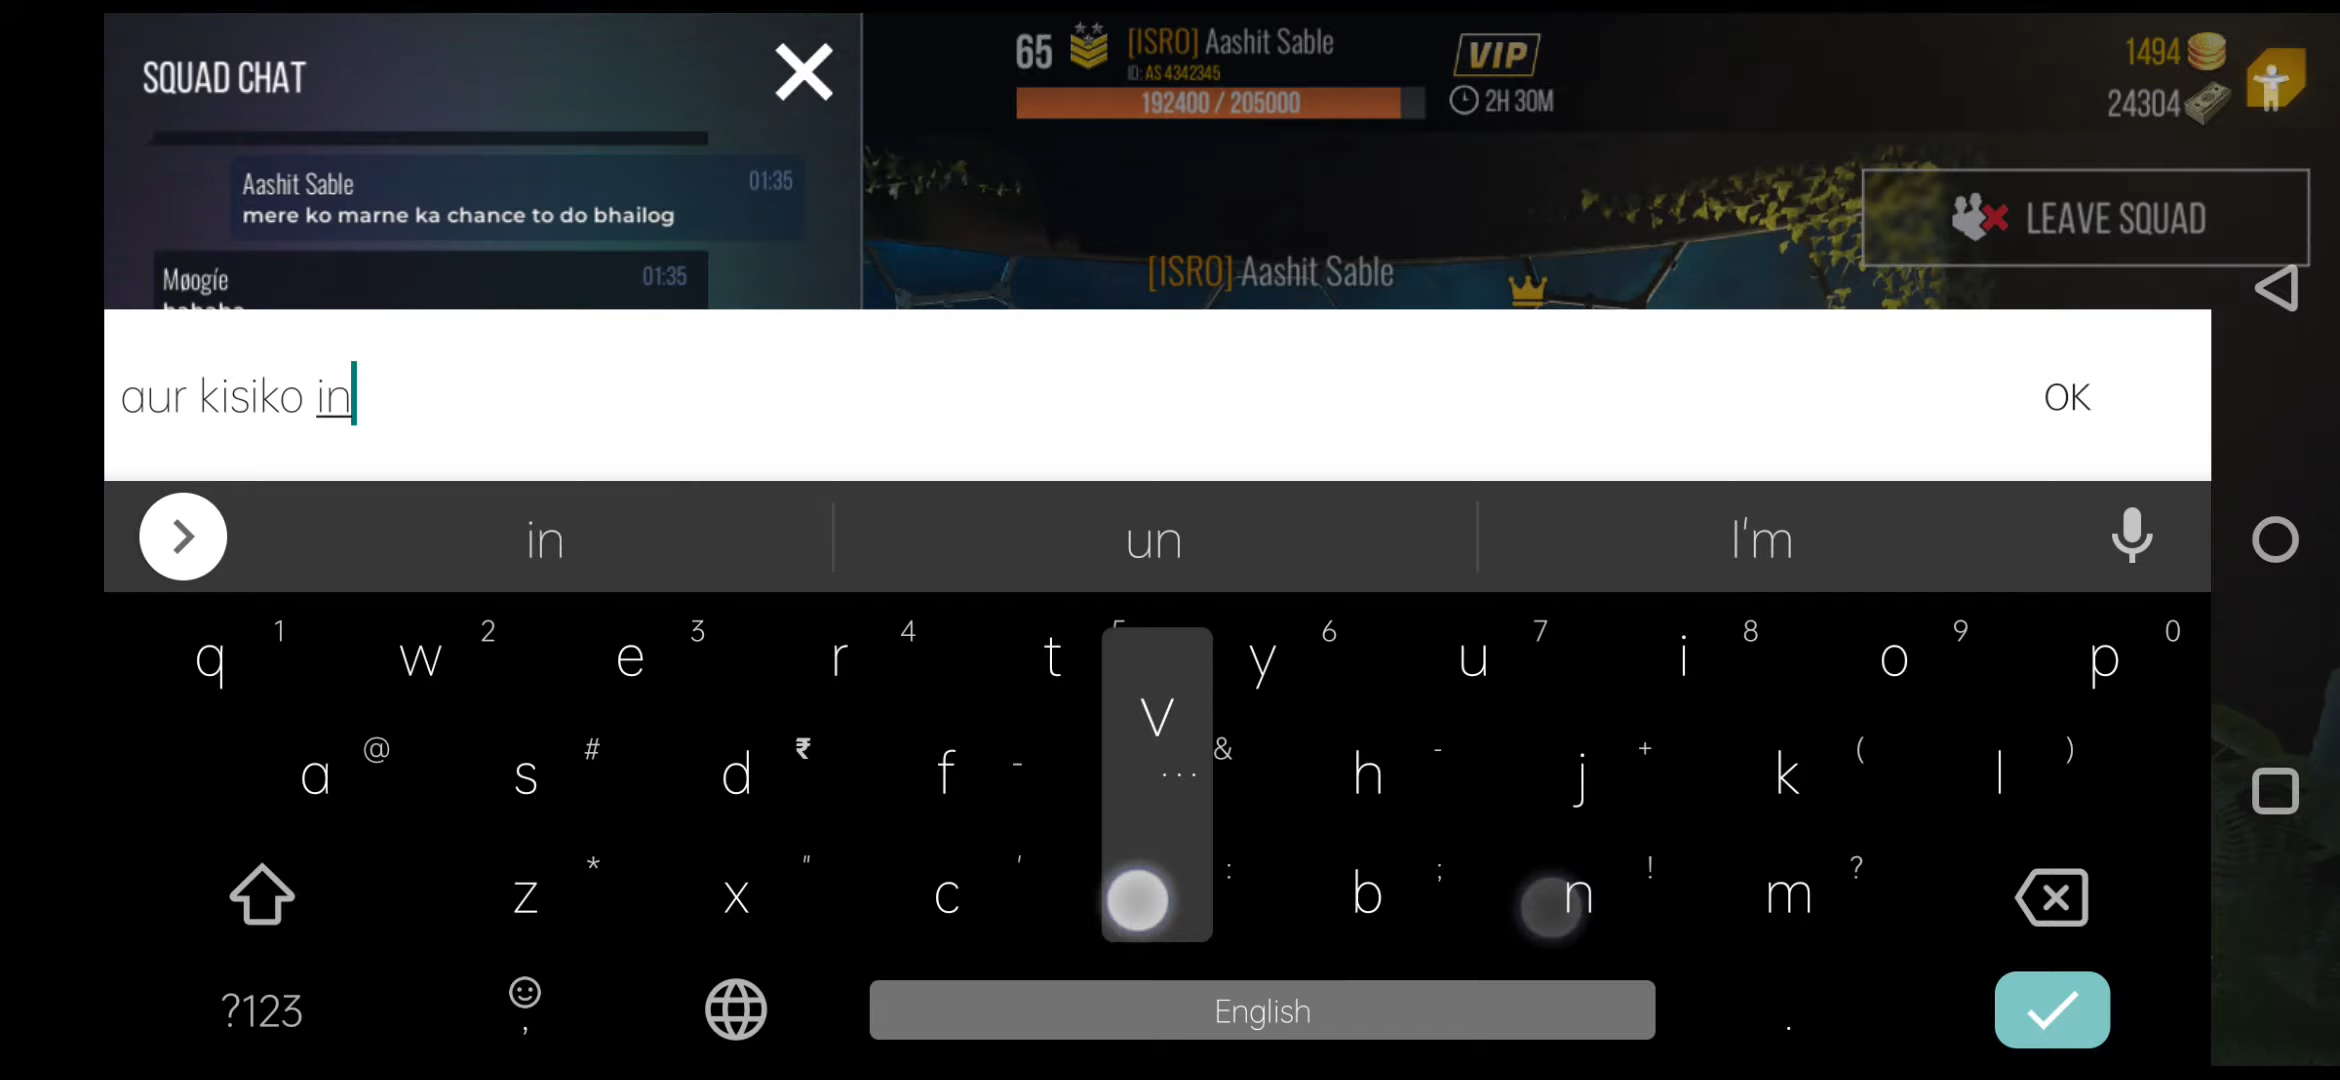 SQUAD CHAT
65 [ISRO] Aashit Sable
ID: AS 4342345
192400 / 205000
VIP
2H 30M
1494
24304
Aashit Sable 01:35
mere ko marne ka chance to do bhailog
Møogíe 01:35
LEAVE SQUAD
[ISRO] Aashit Sable
aur kisiko in
OK
in un I'm
q 1 w 2 e 3 r 4 t y 6 u 7 i 8 o 9 p 0
a @ s # d ₹ f - & h - j + k ( l )
V
...
z * x " c ' : b ; n ! m ?
?123 , English .